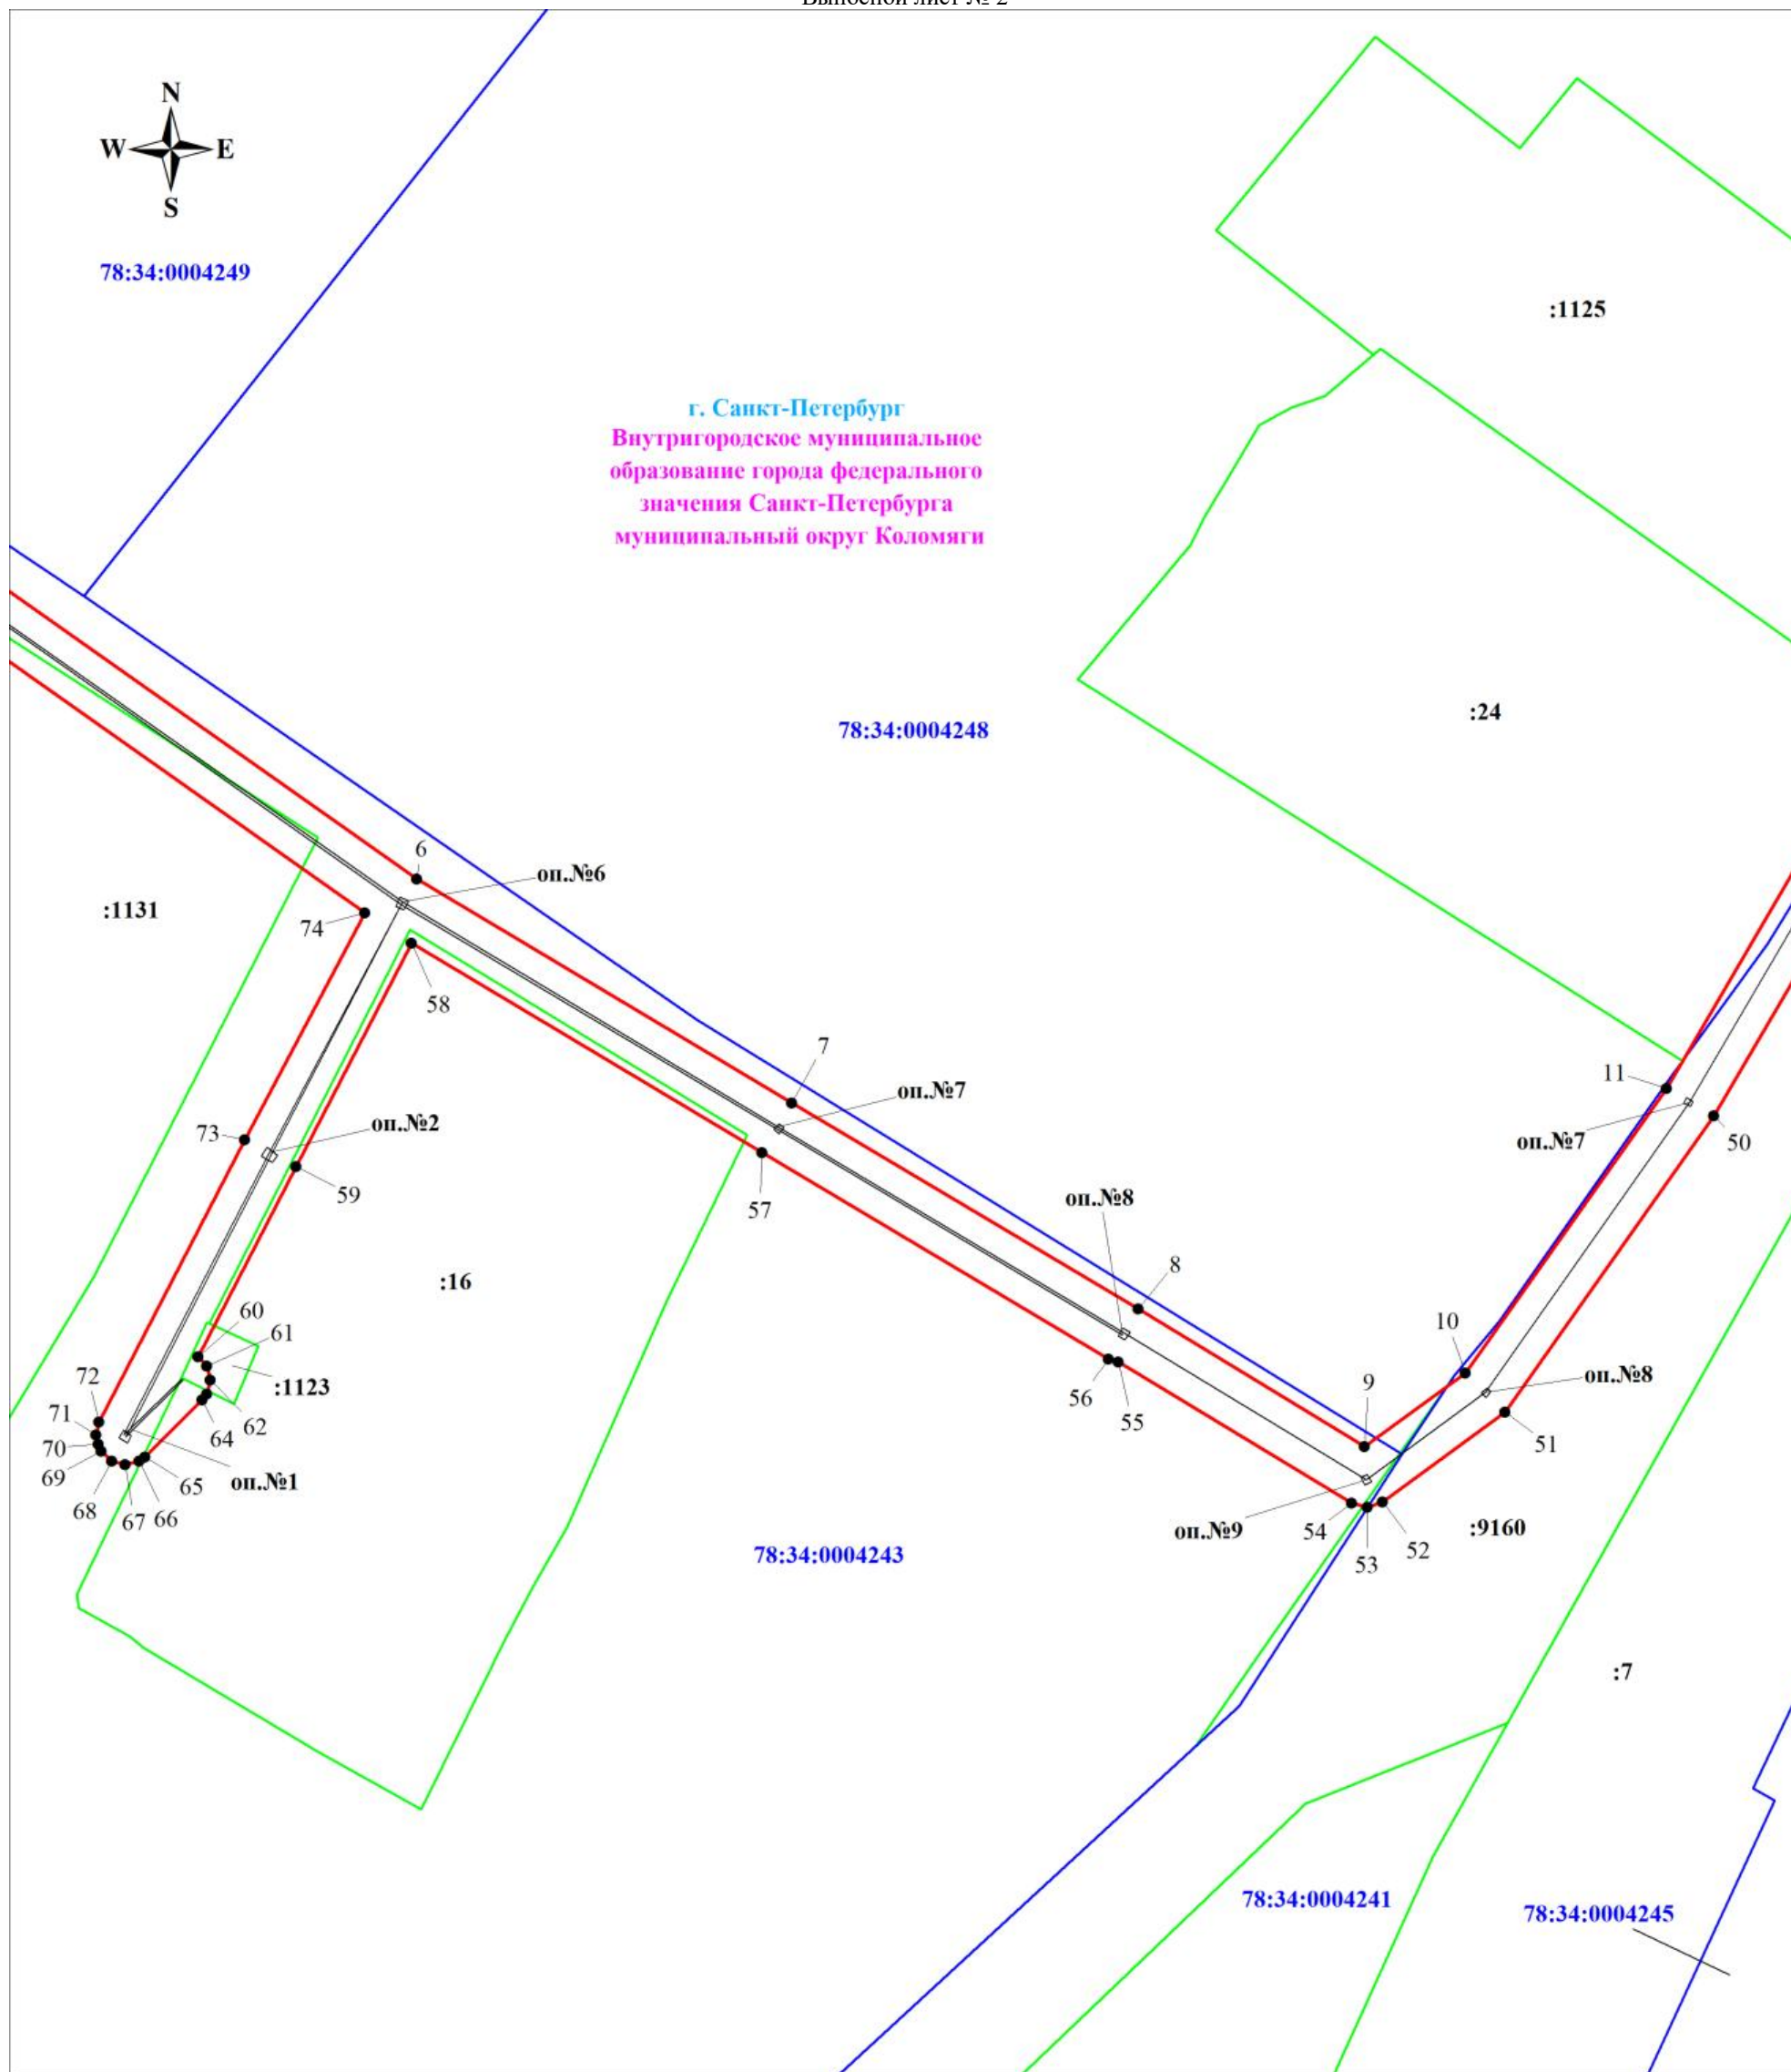 Выносной лист № 2
N
W
E
S
78:34:0004249
:1125
г. Санкт-Петербург
Внутригородское муниципальное
образование города федерального
значения Санкт-Петербурга
муниципальный округ Коломяги
78:34:0004248
:24
6
оп.№6
:1131
74
58
7
оп.№7
11
73
оп.№2
50
оп.№7
59
57
оп.№8
8
:16
60
61
10
:1123
оп.№8
72
62
56
9
64
55
71
51
70
69
65
оп.№1
68
67
66
54
оп.№9
:9160
52
53
78:34:0004243
:7
78:34:0004241
78:34:0004245